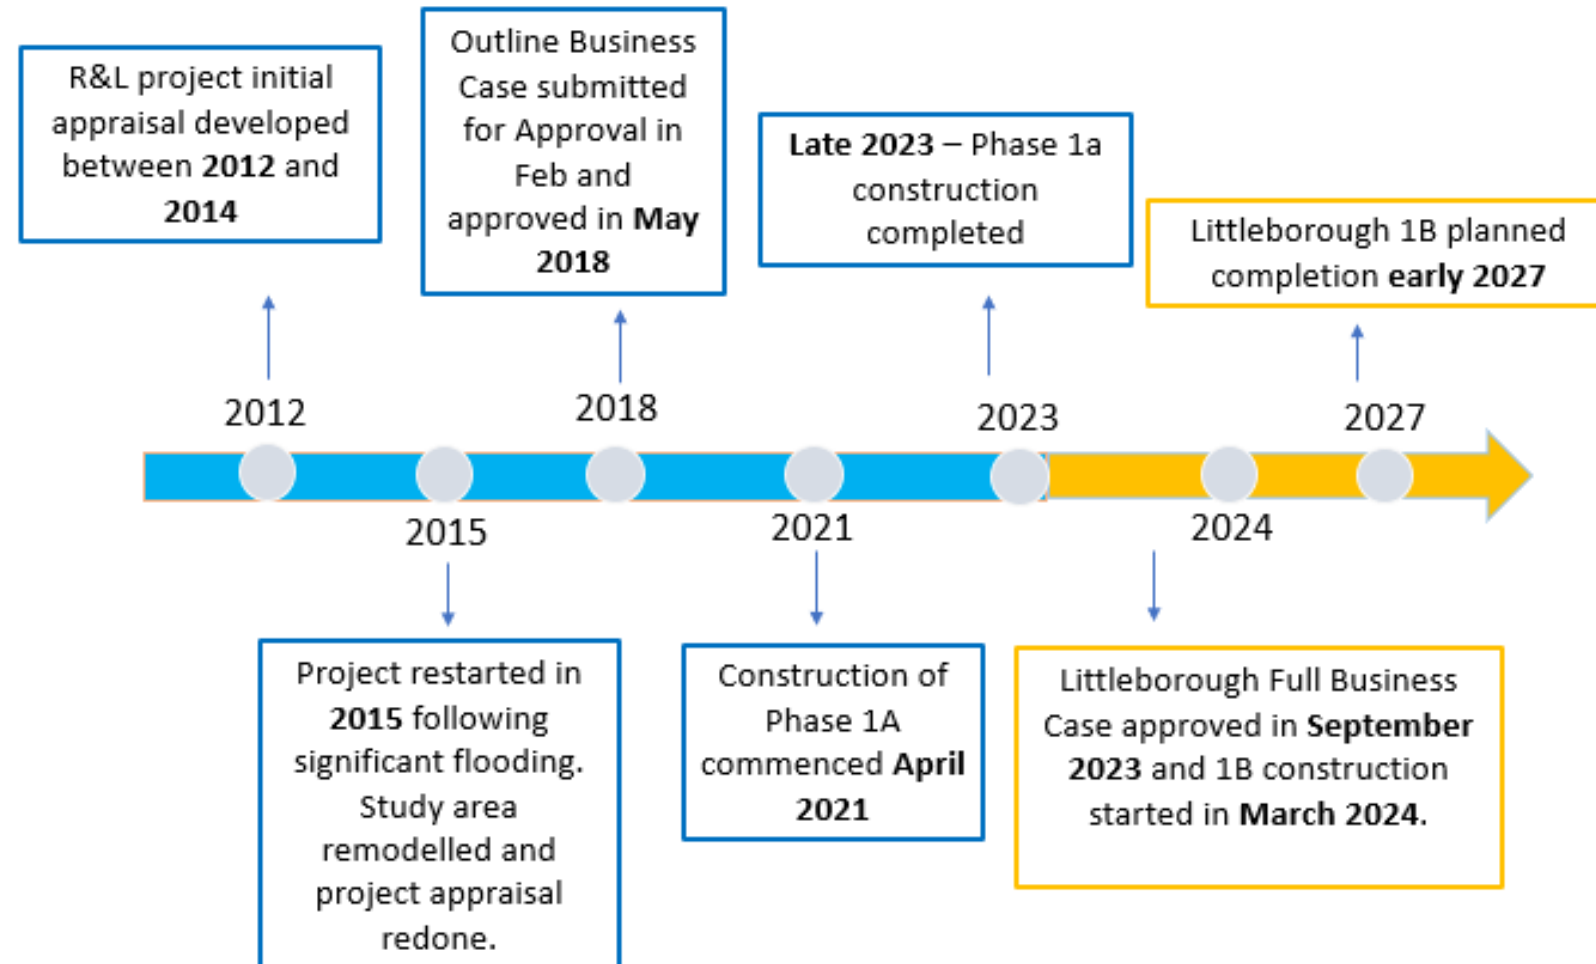 R&L project initial
appraisal developed
between 2012 and
2014
Outline Business
Case submitted
for Approval in
Feb and
approved in May
2018
Late 2023 – Phase 1a
construction
completed
Littleborough 1B planned
completion early 2027
2012
2018
2023
2027
2015
2021
2024
Project restarted in
2015 following
significant flooding.
Study area
remodelled and
project appraisal
redone.
Construction of
Phase 1A
commenced April
2021
Littleborough Full Business
Case approved in September
2023 and 1B construction
started in March 2024.